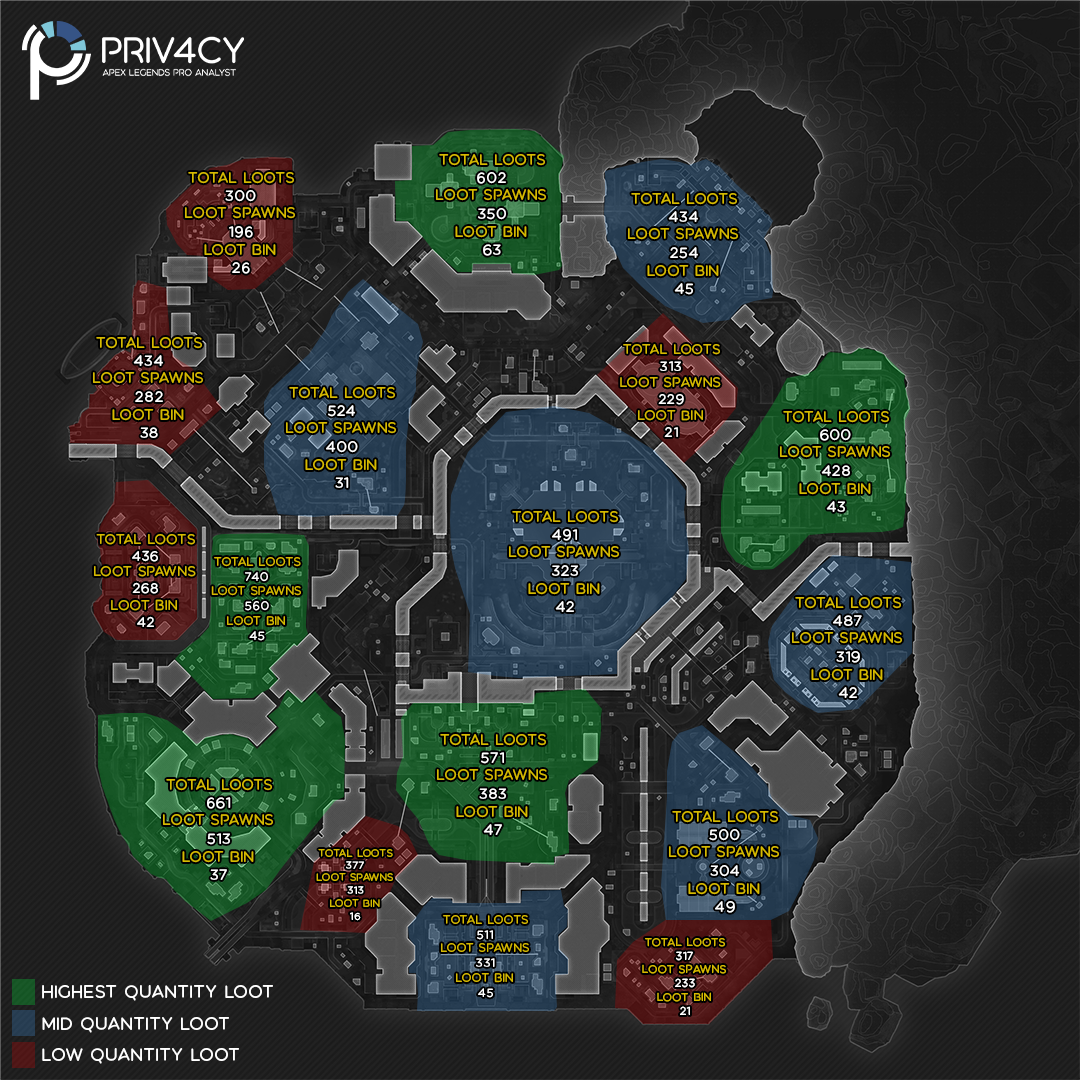 PRIV4CY
APEX LEGENDS PRO ANALYST
TOTAL LOOTS
300
LOOT SPAWNS
196
LOOT BIN
26
TOTAL LOOTS
602
LOOT SPAWNS
350
LOOT BIN
63
TOTAL LOOTS
434
LOOT SPAWNS
254
LOOT BIN
45
TOTAL LOOTS
434
LOOT SPAWNS
282
LOOT BIN
38
TOTAL LOOTS
524
LOOT SPAWNS
400
LOOT BIN
31
TOTAL LOOTS
313
LOOT SPAWNS
229
LOOT BIN
21
TOTAL LOOTS
600
LOOT SPAWNS
428
LOOT BIN
43
TOTAL LOOTS
491
LOOT SPAWNS
323
LOOT BIN
42
TOTAL LOOTS
436
LOOT SPAWNS
268
LOOT BIN
42
TOTAL LOOTS
740
LOOT SPAWNS
560
LOOT BIN
45
TOTAL LOOTS
487
LOOT SPAWNS
319
LOOT BIN
42
TOTAL LOOTS
661
LOOT SPAWNS
513
LOOT BIN
37
TOTAL LOOTS
571
LOOT SPAWNS
383
LOOT BIN
47
TOTAL LOOTS
500
LOOT SPAWNS
304
LOOT BIN
49
TOTAL LOOTS
377
LOOT SPAWNS
313
LOOT BIN
16
TOTAL LOOTS
511
LOOT SPAWNS
331
LOOT BIN
45
TOTAL LOOTS
317
LOOT SPAWNS
233
LOOT BIN
21
HIGHEST QUANTITY LOOT
MID QUANTITY LOOT
LOW QUANTITY LOOT